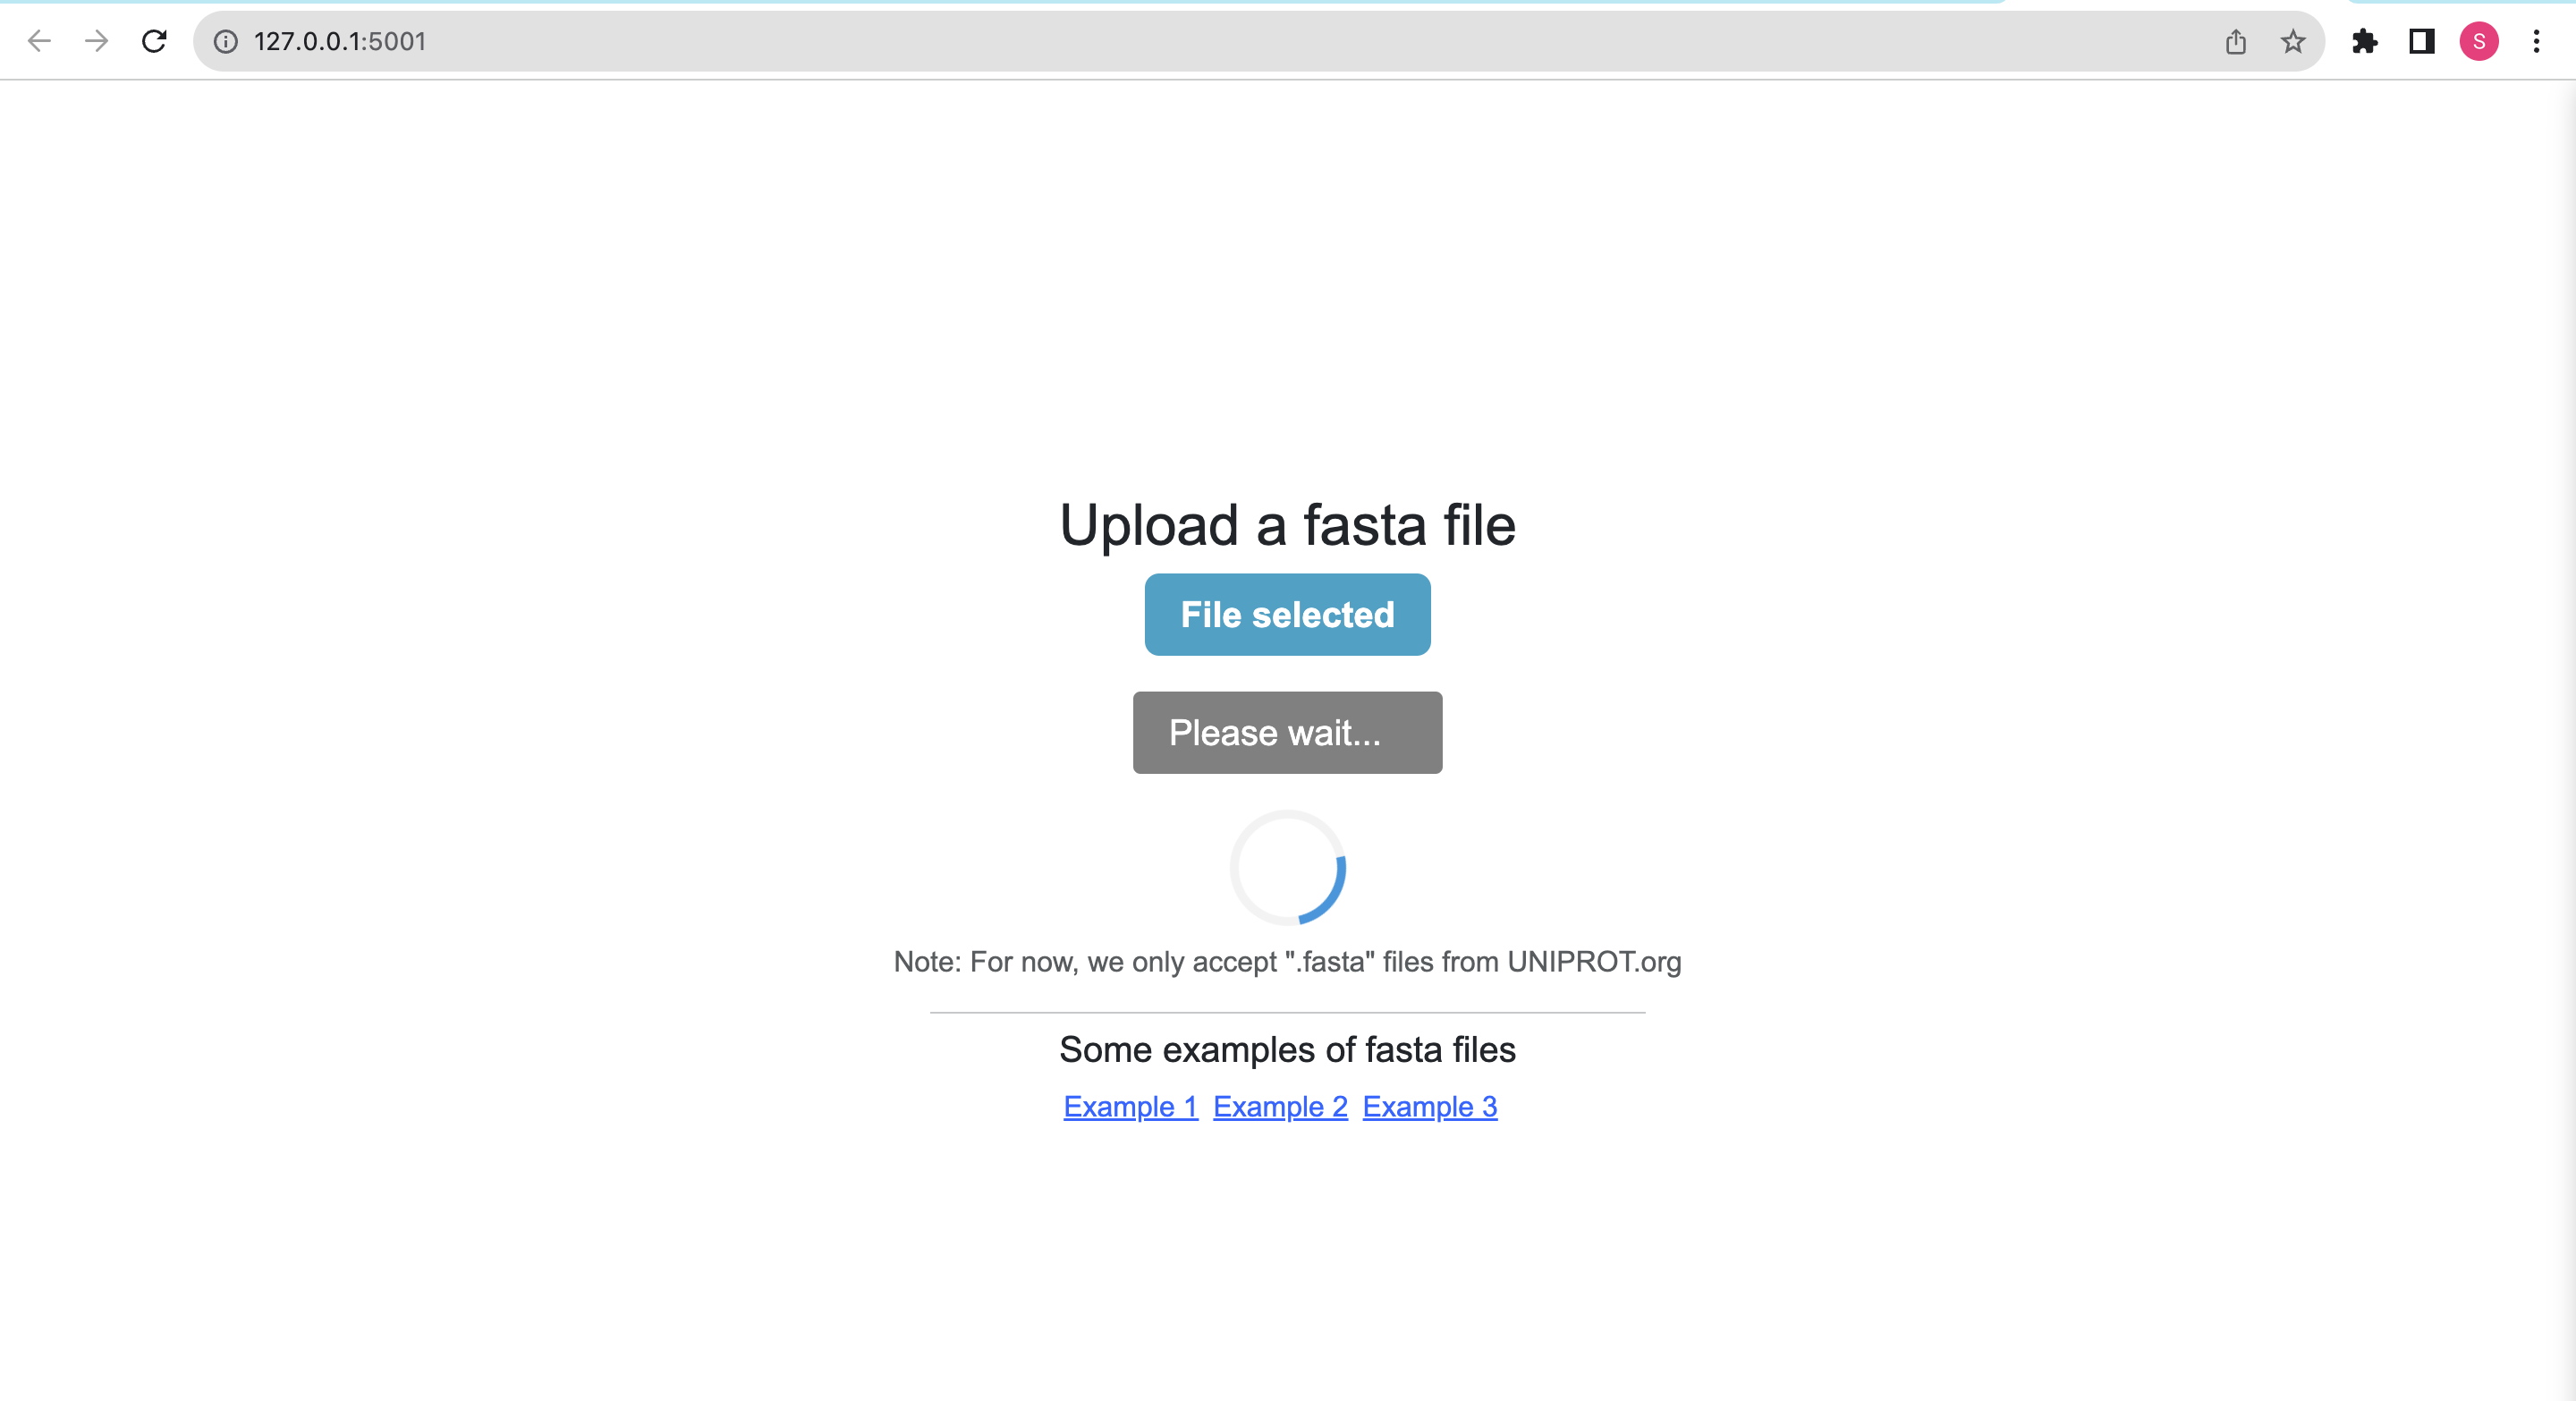 127.0.0.1:5001
S
Upload a fasta file
File selected
Please wait...
Note: For now, we only accept ".fasta" files from UNIPROT.org
Some examples of fasta files
Example 1 Example 2 Example 3